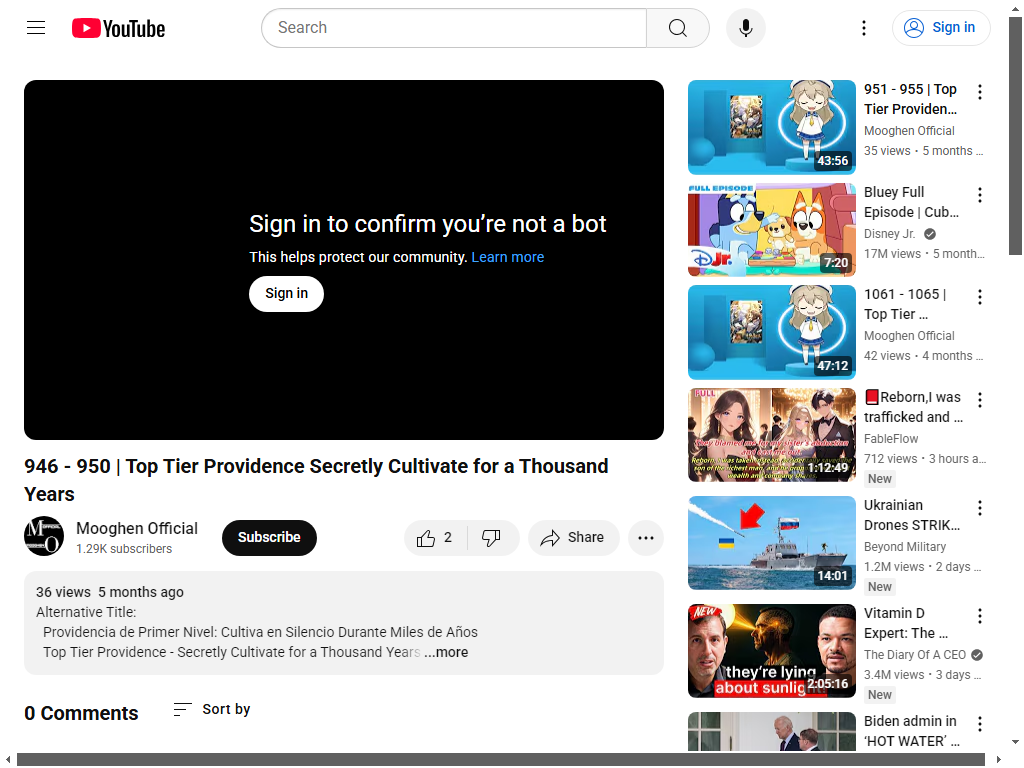 YouTube
Search
Sign in
Sign in to confirm you’re not a bot
This helps protect our community. Learn more
Sign in
946 - 950 | Top Tier Providence Secretly Cultivate for a Thousand
Years
Mooghen Official
1.29K subscribers
Subscribe
2
Share
36 views 5 months ago
Alternative Title:
Providencia de Primer Nivel: Cultiva en Silencio Durante Miles de Años
Top Tier Providence - Secretly Cultivate for a Thousand Years ...more
0 Comments
Sort by
43:56
951 - 955 | Top
Tier Providen...
Mooghen Official
35 views • 5 months ...
FULL EPISODE
Disney Jr.
7:20
Bluey Full
Episode | Cub...
Disney Jr.
17M views • 5 month...
47:12
1061 - 1065 |
Top Tier ...
Mooghen Official
42 views • 4 months ...
FULL
1:12:49
📕Reborn,I was
trafficked and ...
FableFlow
712 views • 3 hours a...
New
14:01
Ukrainian
Drones STRIK...
Beyond Military
1.2M views • 2 days ...
New
NEW
they’re lying
about sunlight!
2:05:16
Vitamin D
Expert: The ...
The Diary Of A CEO
3.4M views • 3 days ...
New
Biden admin in
‘HOT WATER’ ...